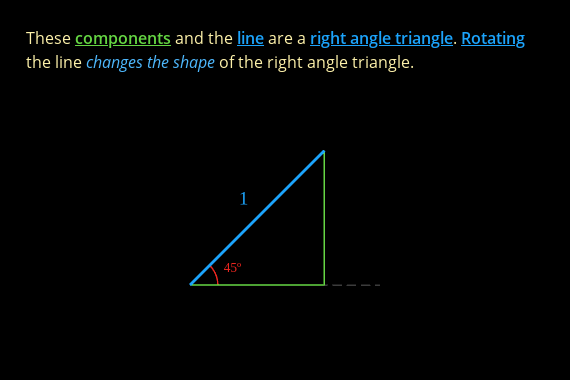 These components and the line are a right angle triangle. Rotating
the line changes the shape of the right angle triangle.
1
45°